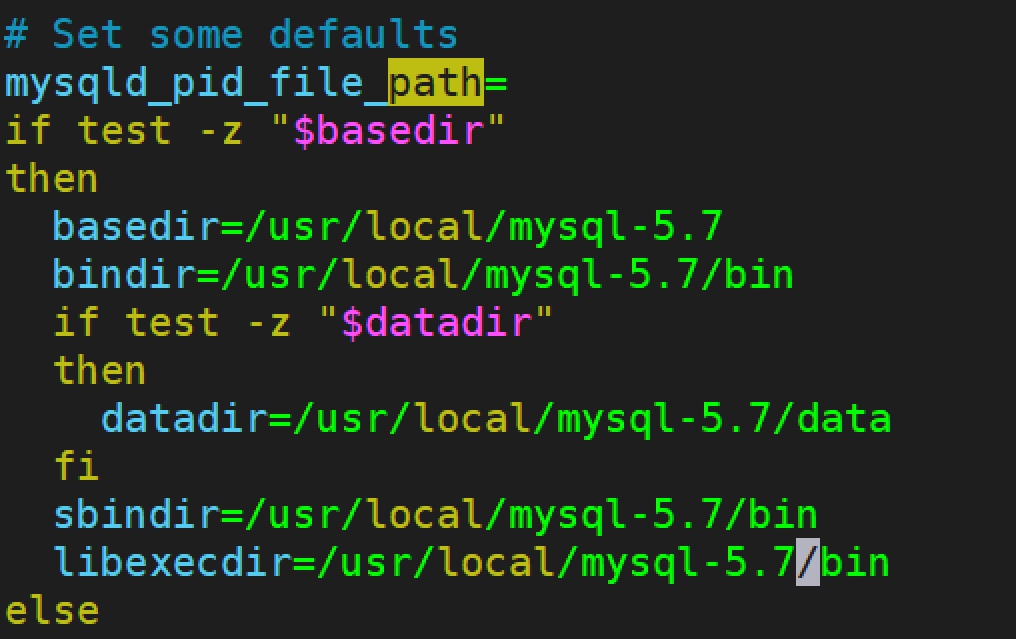 # Set some defaults
mysqld_pid_file_path=
if test -z "$basedir"
then
  basedir=/usr/local/mysql-5.7
  bindir=/usr/local/mysql-5.7/bin
  if test -z "$datadir"
  then
    datadir=/usr/local/mysql-5.7/data
  fi
  sbindir=/usr/local/mysql-5.7/bin
  libexecdir=/usr/local/mysql-5.7/bin
else